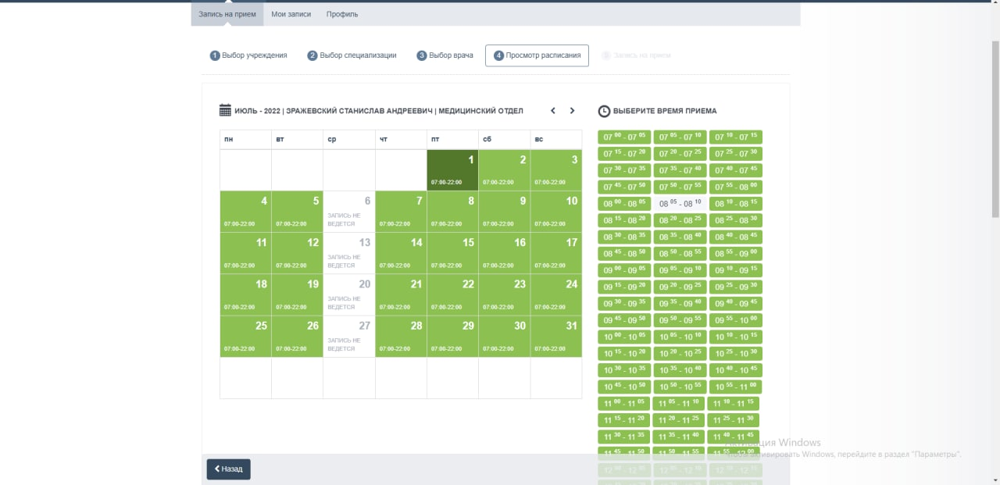 Запись на прием Мои записи Профиль
1 Выбор учреждения 2 Выбор специализации 3 Выбор врача 4 Просмотр расписания 5 Запись на прием
ИЮЛЬ - 2022 | ЗРАЖЕВСКИЙ СТАНИСЛАВ АНДРЕЕВИЧ | МЕДИЦИНСКИЙ ОТДЕЛ
пн вт ср чт пт сб вс
1 2 3
07:00-22:00 07:00-22:00 07:00-22:00
4 5 6 7 8 9 10
07:00-22:00 07:00-22:00 ЗАПИСЬ НЕ ВЕДЕТСЯ 07:00-22:00 07:00-22:00 07:00-22:00 07:00-22:00
11 12 13 14 15 16 17
07:00-22:00 07:00-22:00 ЗАПИСЬ НЕ ВЕДЕТСЯ 07:00-22:00 07:00-22:00 07:00-22:00 07:00-22:00
18 19 20 21 22 23 24
07:00-22:00 07:00-22:00 ЗАПИСЬ НЕ ВЕДЕТСЯ 07:00-22:00 07:00-22:00 07:00-22:00 07:00-22:00
25 26 27 28 29 30 31
07:00-22:00 07:00-22:00 ЗАПИСЬ НЕ ВЕДЕТСЯ 07:00-22:00 07:00-22:00 07:00-22:00 07:00-22:00
ВЫБЕРИТЕ ВРЕМЯ ПРИЕМА
07 00 - 07 05 07 05 - 07 10 07 10 - 07 15
07 15 - 07 20 07 20 - 07 25 07 25 - 07 30
07 30 - 07 35 07 35 - 07 40 07 40 - 07 45
07 45 - 07 50 07 50 - 07 55 07 55 - 08 00
08 00 - 08 05 08 05 - 08 10 08 10 - 08 15
08 15 - 08 20 08 20 - 08 25 08 25 - 08 30
08 30 - 08 35 08 35 - 08 40 08 40 - 08 45
08 45 - 08 50 08 50 - 08 55 08 55 - 09 00
09 00 - 09 05 09 05 - 09 10 09 10 - 09 15
09 15 - 09 20 09 20 - 09 25 09 25 - 09 30
09 30 - 09 35 09 35 - 09 40 09 40 - 09 45
09 45 - 09 50 09 50 - 09 55 09 55 - 10 00
10 00 - 10 05 10 05 - 10 10 10 10 - 10 15
10 15 - 10 20 10 20 - 10 25 10 25 - 10 30
10 30 - 10 35 10 35 - 10 40 10 40 - 10 45
10 45 - 10 50 10 50 - 10 55 10 55 - 11 00
11 00 - 11 05 11 05 - 11 10 11 10 - 11 15
11 15 - 11 20 11 20 - 11 25 11 25 - 11 30
11 30 - 11 35 11 35 - 11 40 11 40 - 11 45
11 45 - 11 50 11 50 - 11 55 11 55 - 12 00
12 00 - 12 05 12 05 - 12 10 12 10 - 12 15
Активация Windows
Чтобы активировать Windows, перейдите в раздел "Параметры".
Назад